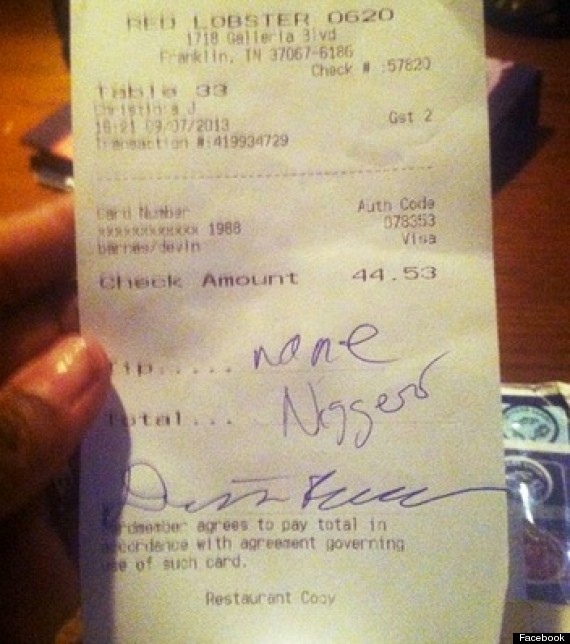 RED LOBSTER 0620
1718 Galleria Blvd
Franklin, TN 37067-6186
Check # :57820
Table 33
Christina J
18:21 09/07/2013
Gst 2
Transaction #:419934729
Card Number
Auth Code
xxxxxxxxxxxx 1988
078353
barnes/devin
Visa
Check Amount 44.53
Tip..... none
Total... Nigger
Cardmember agrees to pay total in
accordance with agreement governing
use of such card.
Restaurant Copy
Facebook